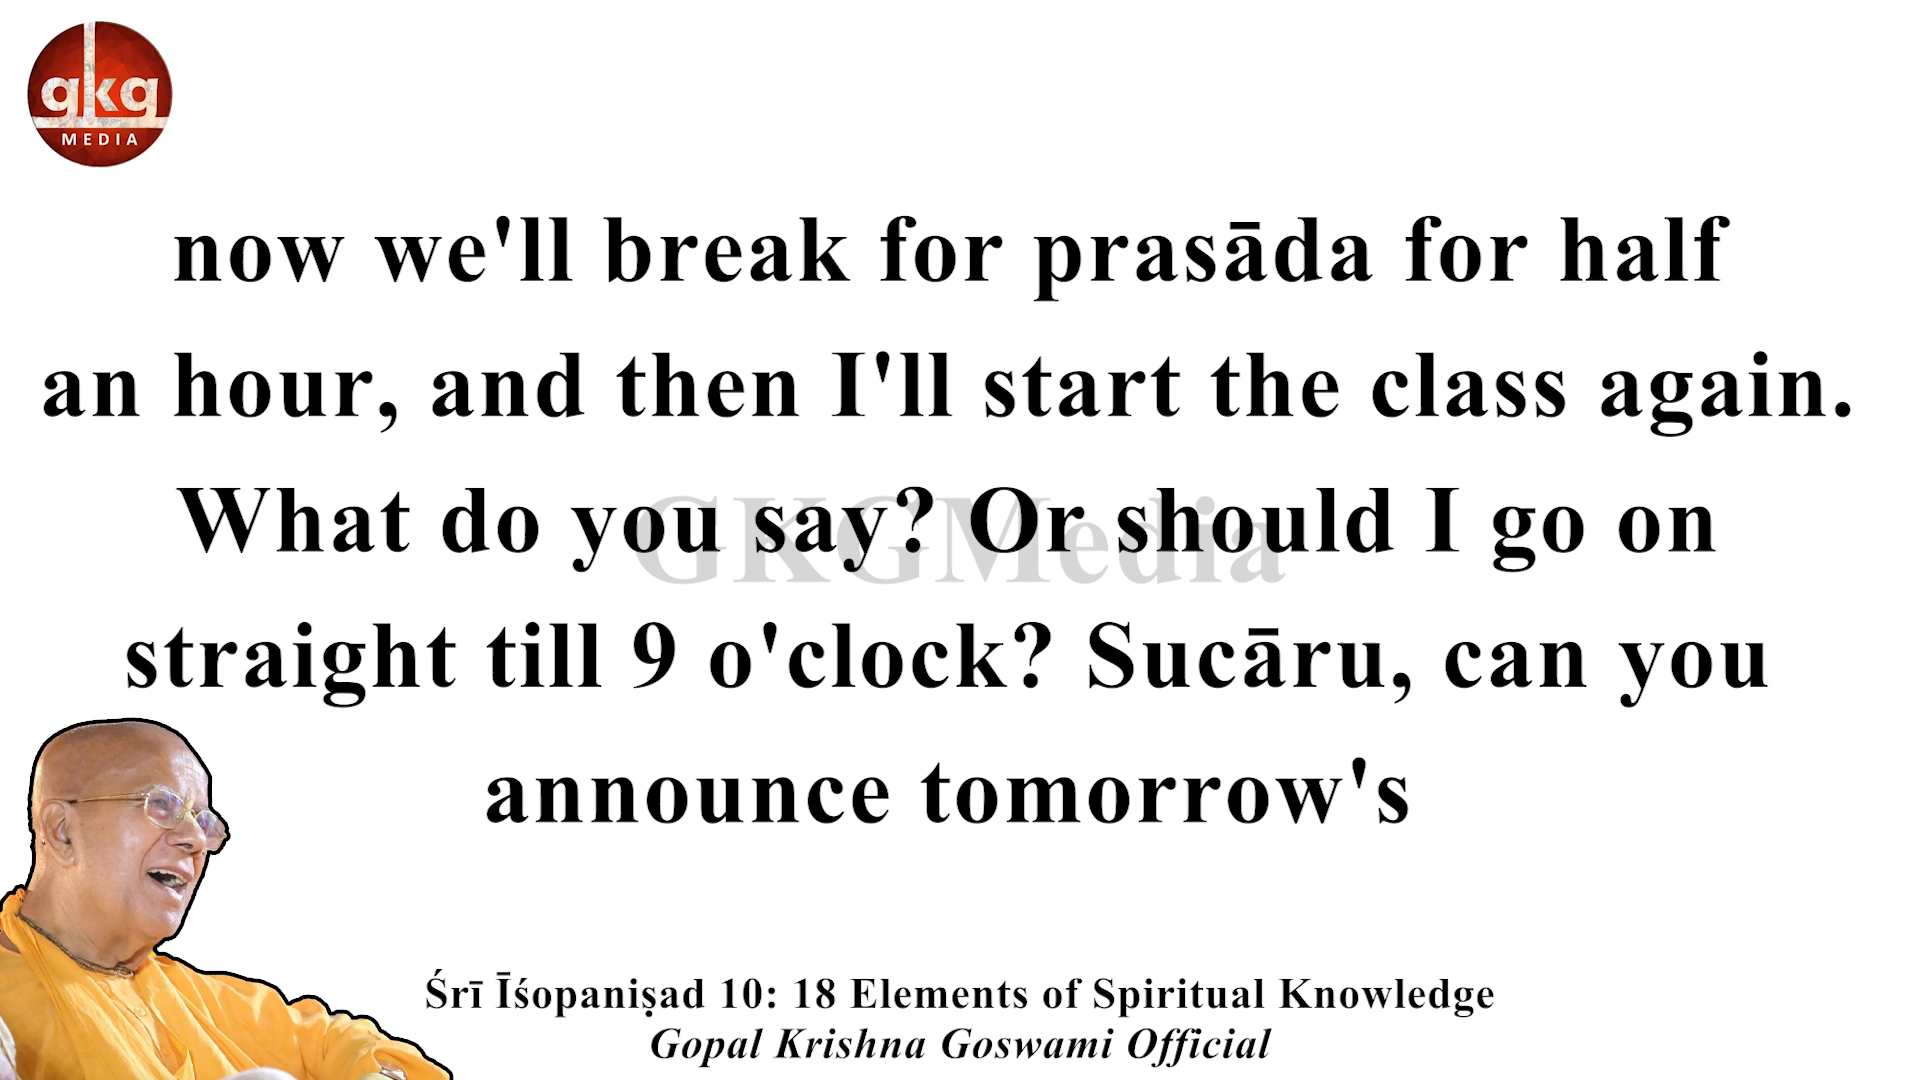 gkg
MEDIA
now we'll break for prasāda for half
an hour, and then I'll start the class again.
What do you say? Or should I go on
straight till 9 o'clock? Sucāru, can you
announce tomorrow's
GKGMedia
Śrī Īśopaniṣad 10: 18 Elements of Spiritual Knowledge
Gopal Krishna Goswami Official